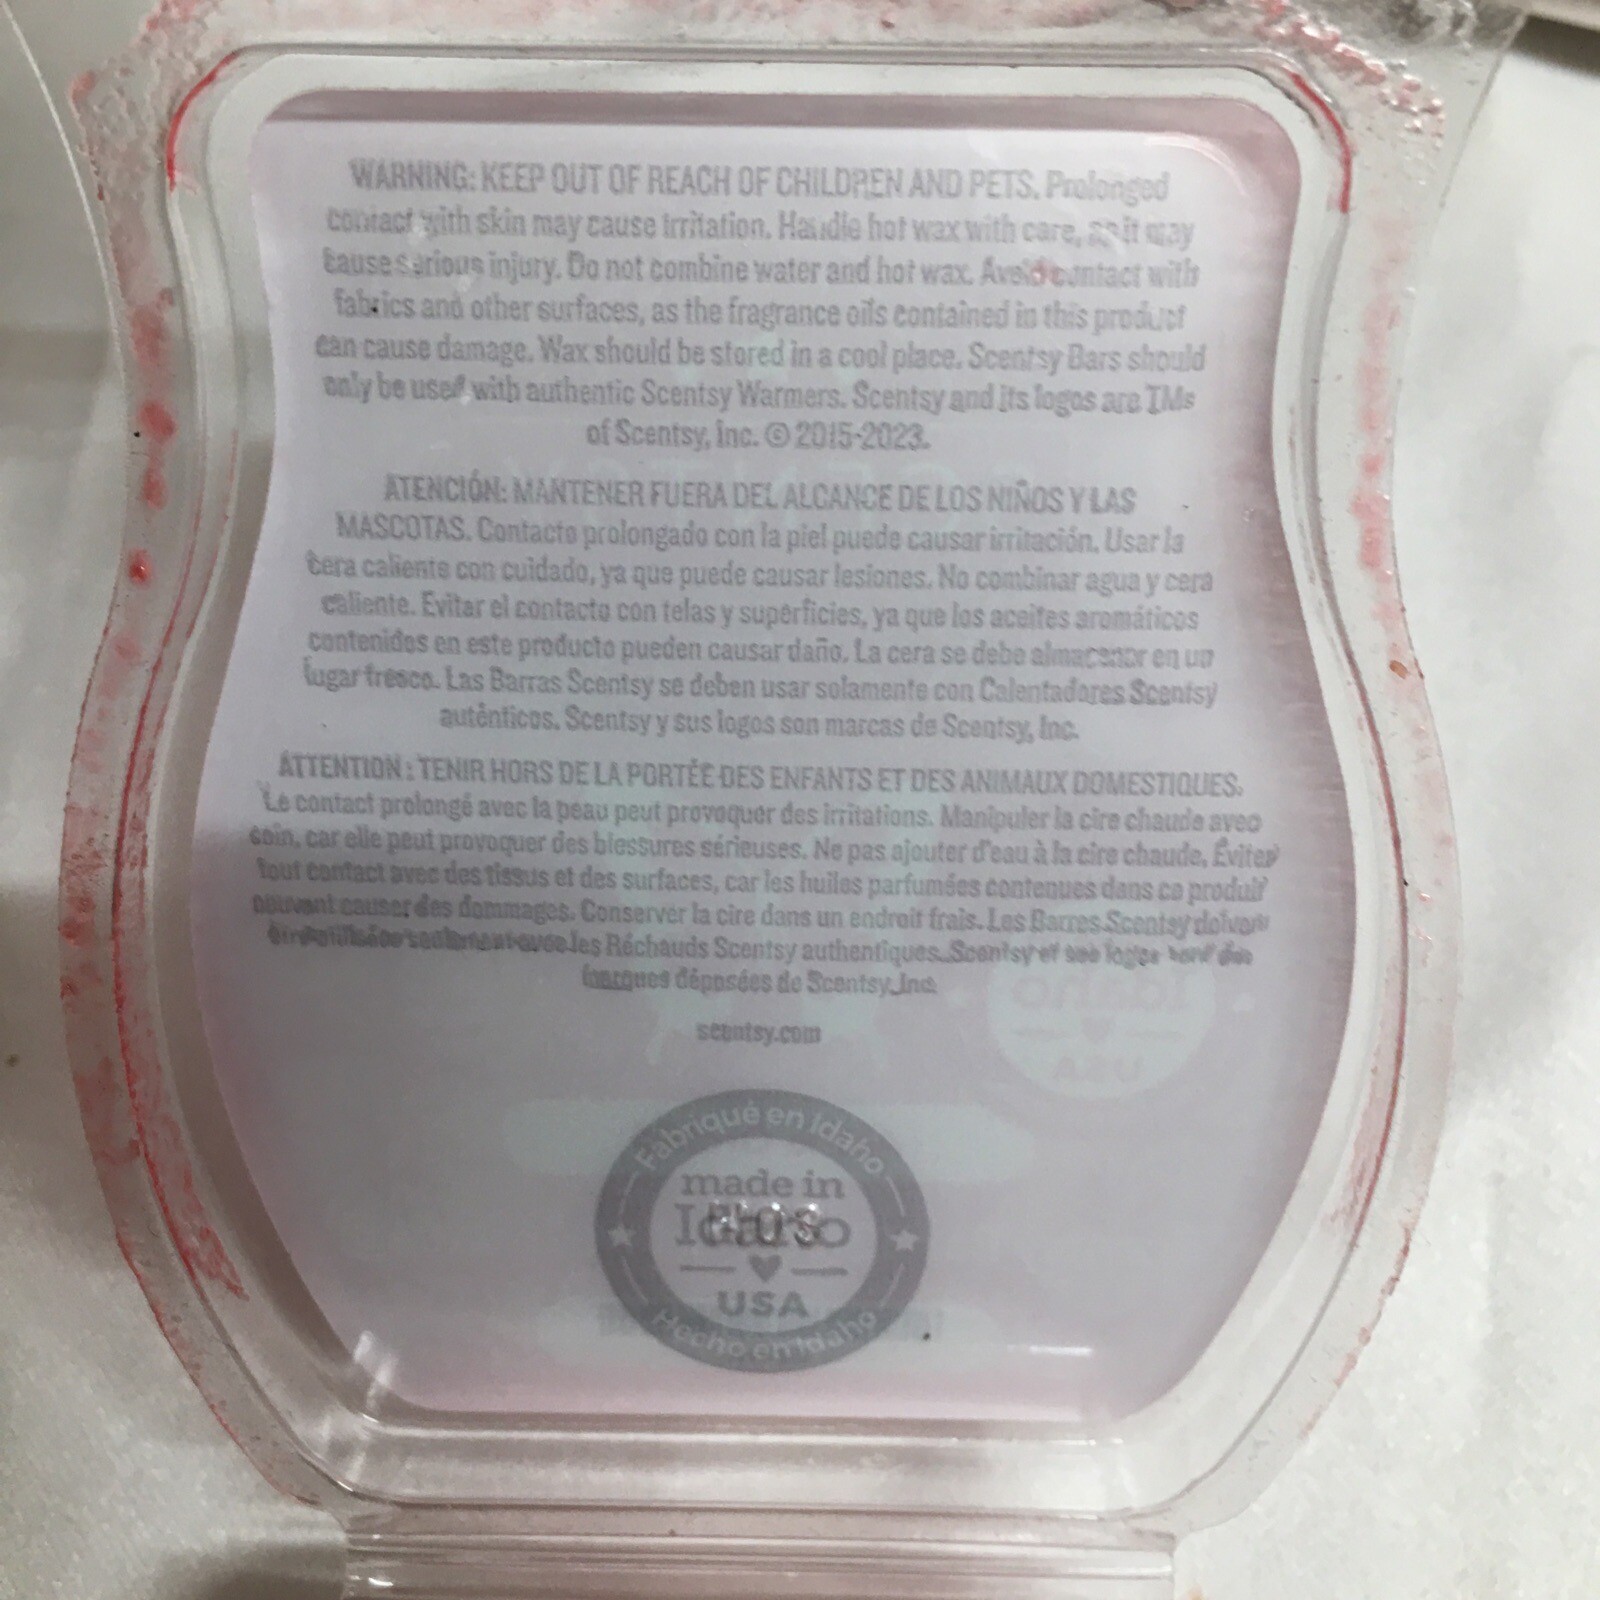 WARNING: KEEP OUT OF REACH OF CHILDREN AND PETS. Prolonged
contact with skin may cause irritation. Handle hot wax with care, as it may
cause serious injury. Do not combine water and hot wax. Avoid contact with
fabrics and other surfaces, as the fragrance oils contained in this product
can cause damage. Wax should be stored in a cool place. Scentsy Bars should
only be used with authentic Scentsy Warmers. Scentsy and its logos are TMs
of Scentsy, Inc. © 2015-2023.
ATENCIÓN: MANTENER FUERA DEL ALCANCE DE LOS NIÑOS Y LAS
MASCOTAS. Contacto prolongado con la piel puede causar irritación. Usar la
cera caliente con cuidado, ya que puede causar lesiones. No combinar agua y cera
caliente. Evitar el contacto con telas y superficies, ya que los aceites aromáticos
contenidos en este producto pueden causar daño. La cera se debe almacenar en un
lugar fresco. Las Barras Scentsy se deben usar solamente con Calentadores Scentsy
auténticos. Scentsy y sus logos son marcas de Scentsy, Inc.
ATTENTION : TENIR HORS DE LA PORTÉE DES ENFANTS ET DES ANIMAUX DOMESTIQUES.
Le contact prolongé avec la peau peut provoquer des irritations. Manipuler la cire chaude avec
soin, car elle peut provoquer des blessures sérieuses. Ne pas ajouter d'eau à la cire chaude. Éviter
tout contact avec des tissus et des surfaces, car les huiles parfumées contenues dans ce produit
peuvent causer des dommages. Conserver la cire dans un endroit frais. Les Barres Scentsy doivent
être utilisées seulement avec les Réchauds Scentsy authentiques. Scentsy et ses logos sont des
marques déposées de Scentsy, Inc.
scentsy.com
Fabriqué en Idaho
made in
Idaho
USA
Hecho en Idaho